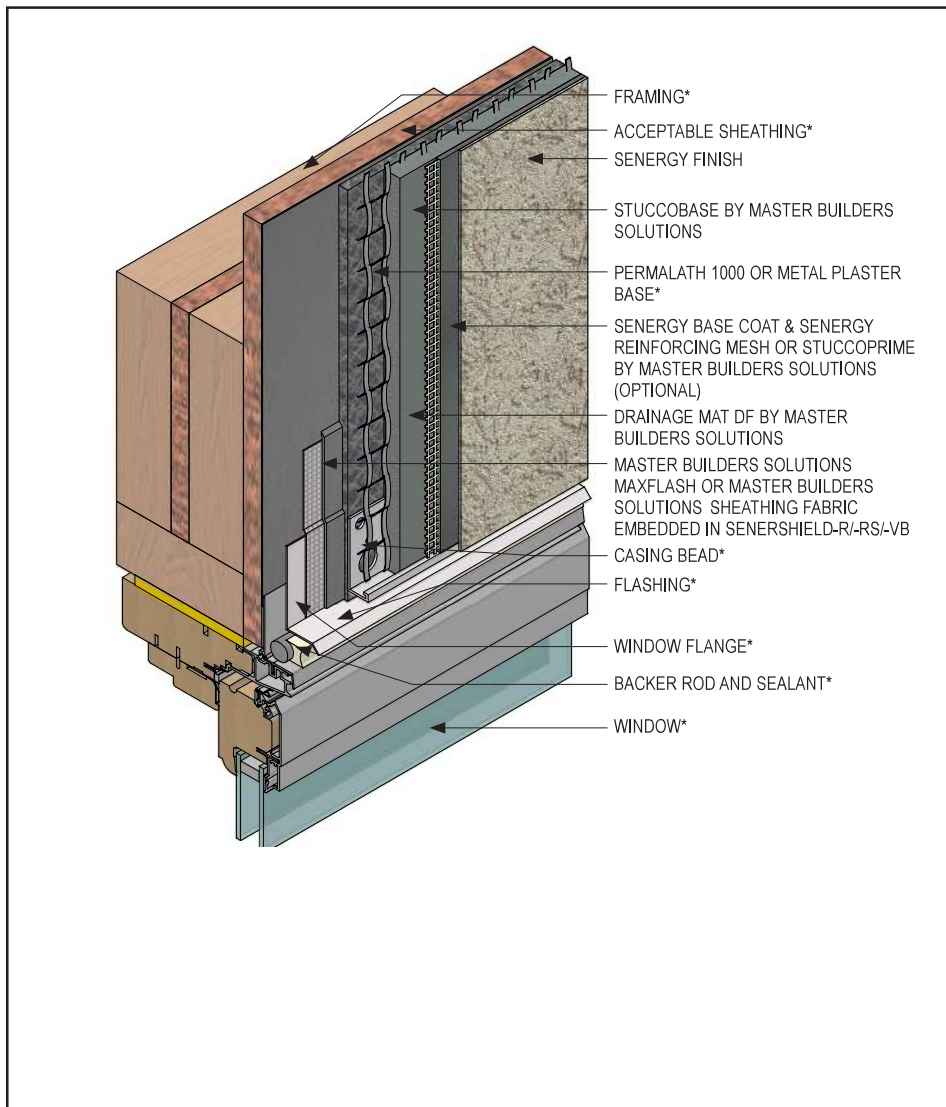 FRAMING*
ACCEPTABLE SHEATHING*
SENERGY FINISH
STUCCOBASE BY MASTER BUILDERS
SOLUTIONS
PERMALATH 1000 OR METAL PLASTER
BASE*
SENERGY BASE COAT & SENERGY
REINFORCING MESH OR STUCCOPRIME
BY MASTER BUILDERS SOLUTIONS
(OPTIONAL)
DRAINAGE MAT DF BY MASTER
BUILDERS SOLUTIONS
MASTER BUILDERS SOLUTIONS
MAXFLASH OR MASTER BUILDERS
SOLUTIONS SHEATHING FABRIC
EMBEDDED IN SENERSHIELD-R/-RS/-VB
CASING BEAD*
FLASHING*
WINDOW FLANGE*
BACKER ROD AND SEALANT*
WINDOW*